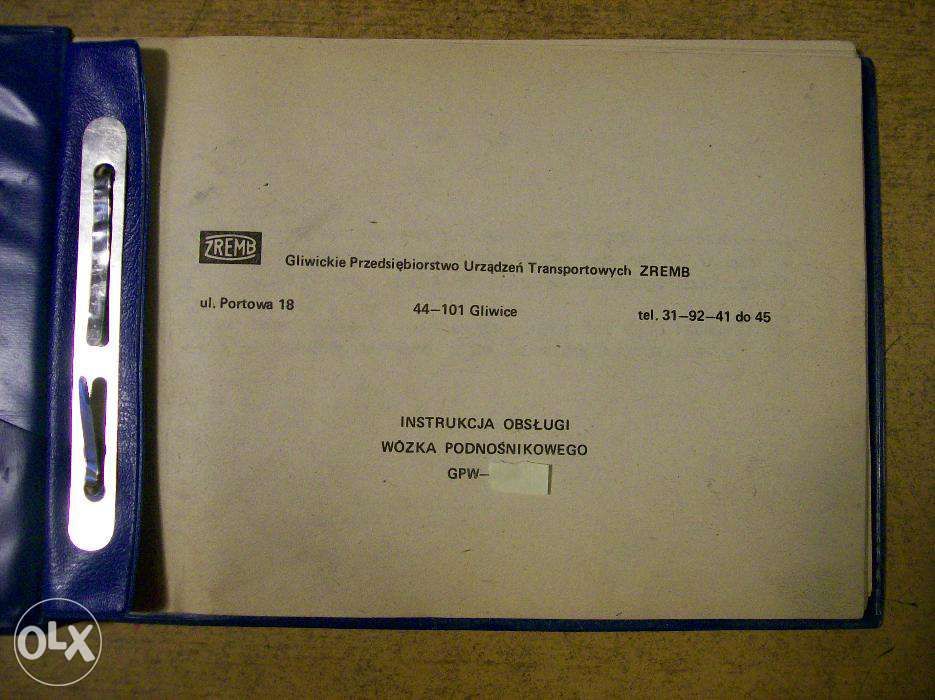 ZREMB
Gliwickie Przedsiębiorstwo Urządzeń Transportowych ZREMB
ul. Portowa 18 44–101 Gliwice tel. 31–92–41 do 45
INSTRUKCJA OBSŁUGI
WÓZKA PODNOŚNIKOWEGO
GPW–
OLX